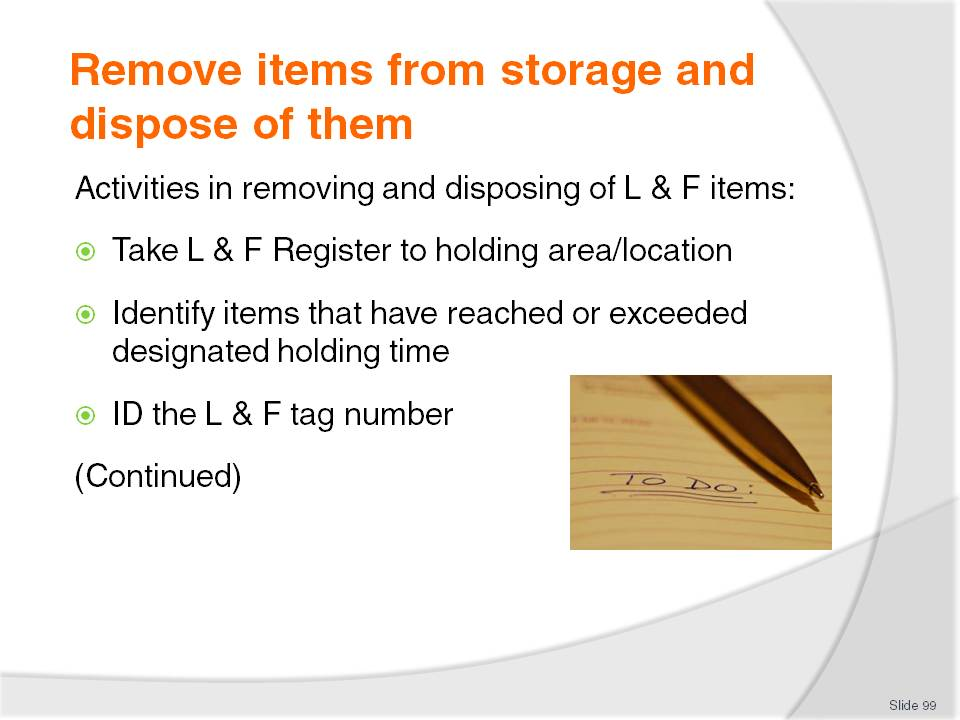 Remove items from storage and
dispose of them
Activities in removing and disposing of L & F items:
Take L & F Register to holding area/location
Identify items that have reached or exceeded
designated holding time
ID the L & F tag number
(Continued)
TO DO:
Slide 99